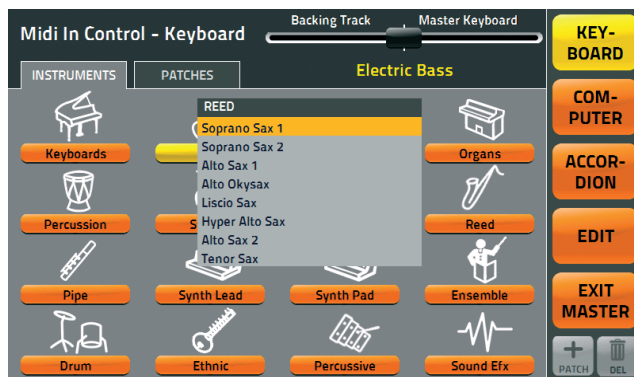 Midi In Control - Keyboard
Backing Track
Master Keyboard
INSTRUMENTS
PATCHES
Electric Bass
REED
Soprano Sax 1
Soprano Sax 2
Alto Sax 1
Alto Okysax
Liscio Sax
Hyper Alto Sax
Alto Sax 2
Tenor Sax
Keyboards
Organs
Percussion
S
Reed
Pipe
Synth Lead
Synth Pad
Ensemble
Drum
Ethnic
Percussive
Sound Efx
KEY-
BOARD
COM-
PUTER
ACCOR-
DION
EDIT
EXIT
MASTER
PATCH
DEL